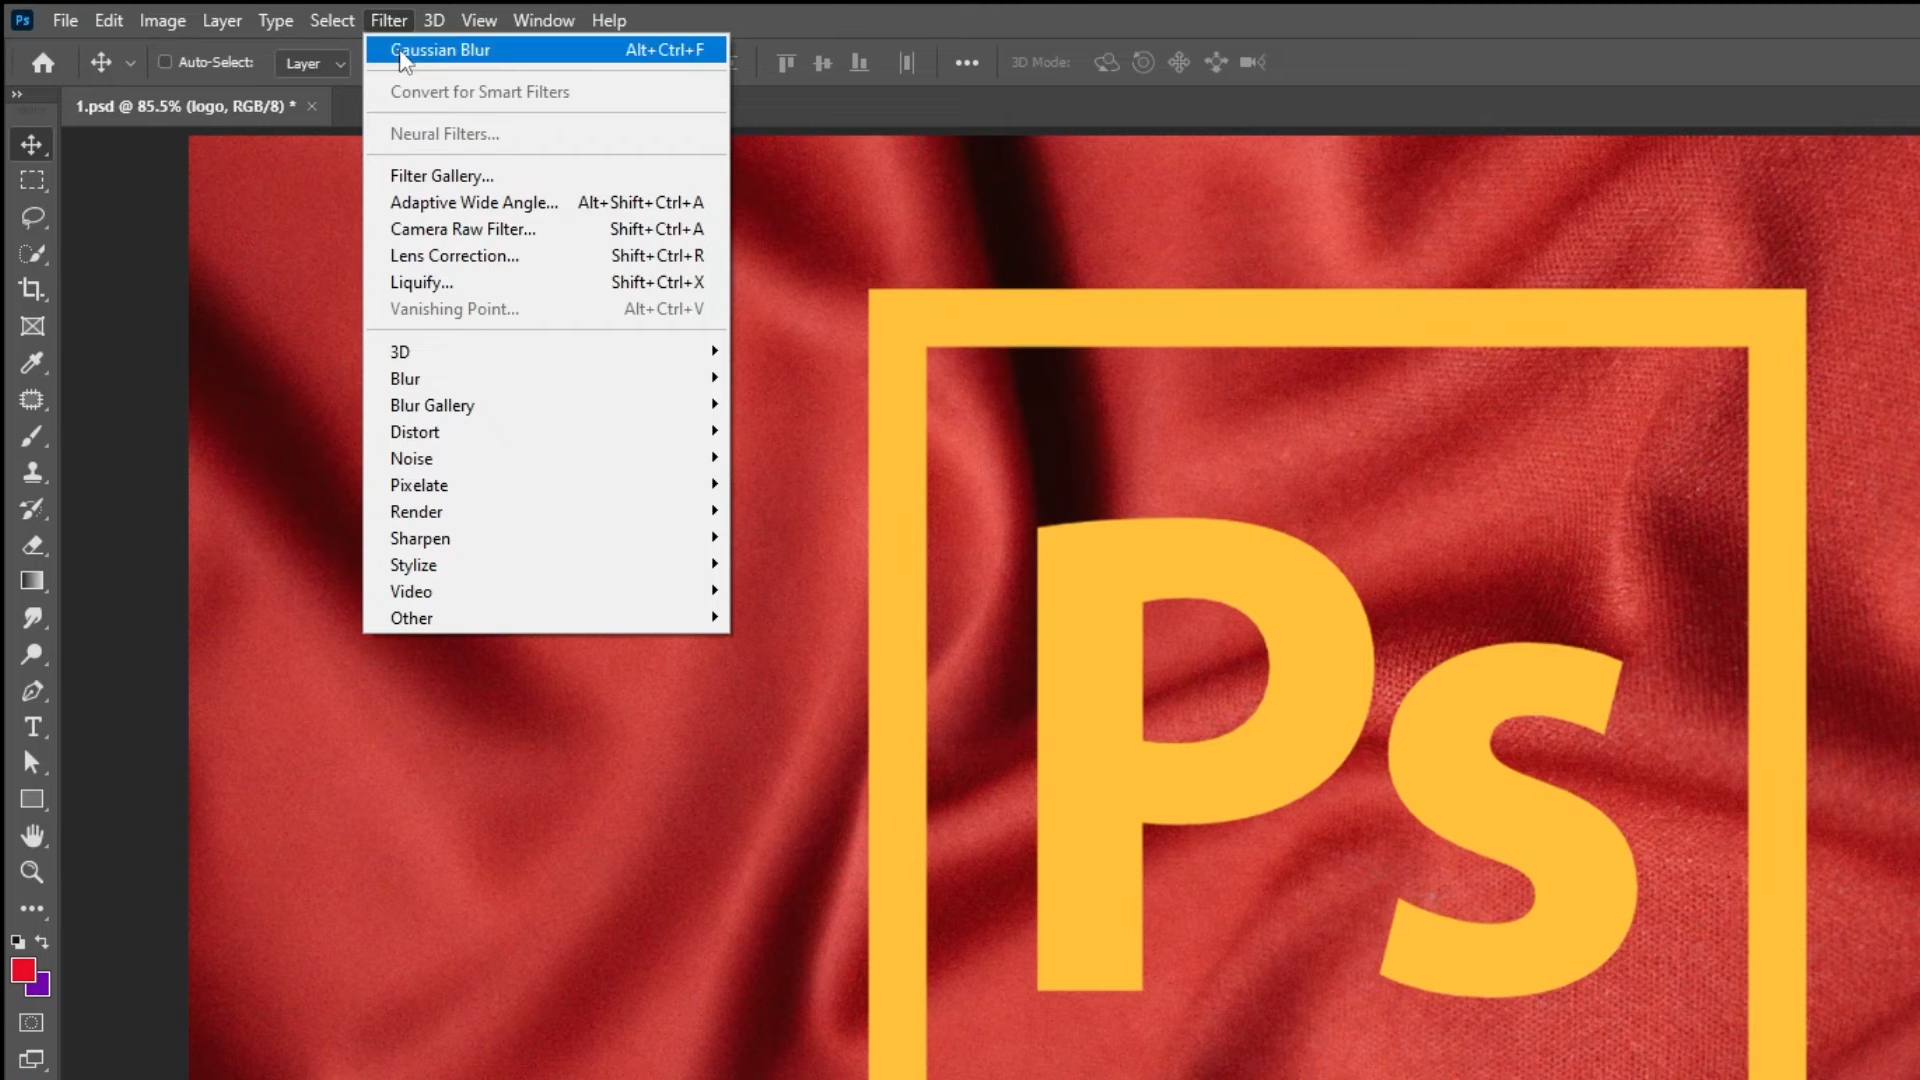 Ps File Edit Image Layer Type Select Filter 3D View Window Help
Auto-Select: Layer 3D Mode:
1.psd @ 85.5% (logo, RGB/8) *
Gaussian Blur Alt+Ctrl+F
Convert for Smart Filters
Neural Filters...
Filter Gallery...
Adaptive Wide Angle... Alt+Shift+Ctrl+A
Camera Raw Filter... Shift+Ctrl+A
Lens Correction... Shift+Ctrl+R
Liquify... Shift+Ctrl+X
Vanishing Point... Alt+Ctrl+V
3D
Blur
Blur Gallery
Distort
Noise
Pixelate
Render
Sharpen
Stylize
Video
Other
Ps